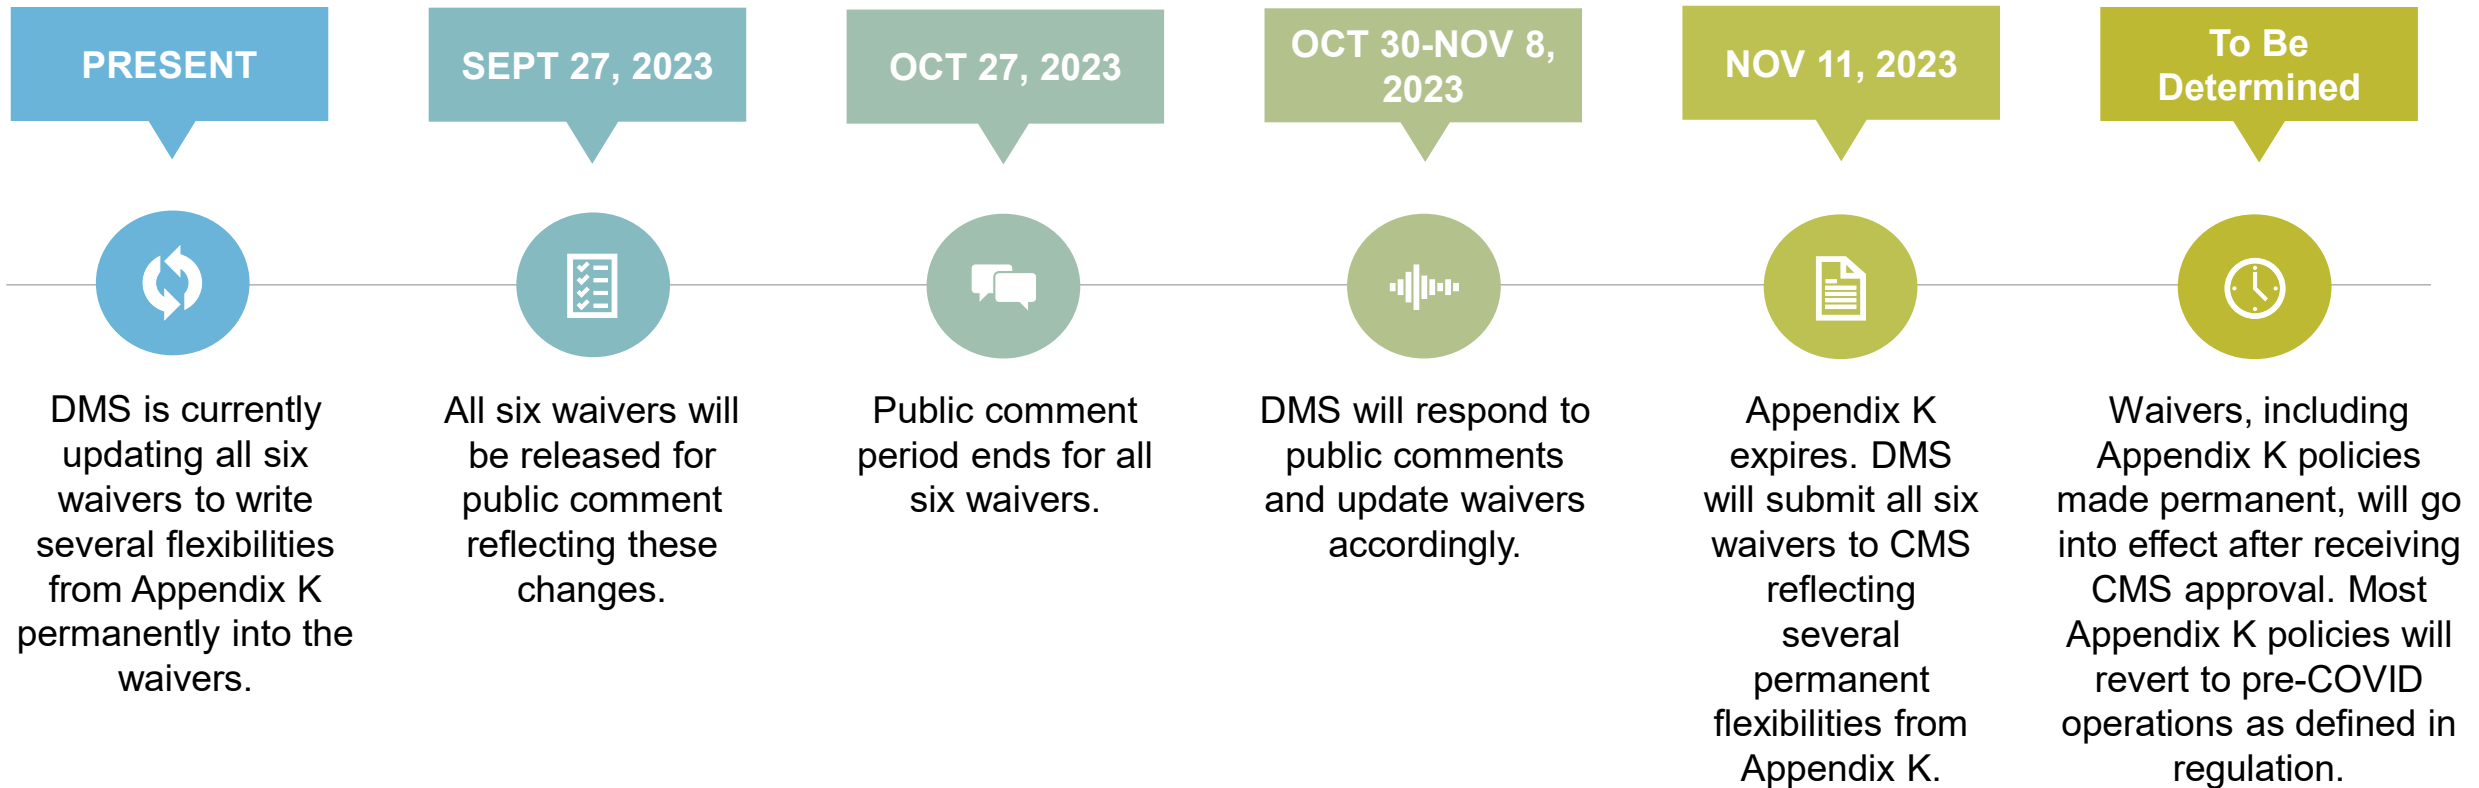 PRESENT
DMS is currently
updating all six
waivers to write
several flexibilities
from Appendix K
permanently into the
waivers.
SEPT 27, 2023
All six waivers will
be released for
public comment
reflecting these
changes.
OCT 27, 2023
Public comment
period ends for all
six waivers.
OCT 30-NOV 8,
2023
DMS will respond to
public comments
and update waivers
accordingly.
NOV 11, 2023
Appendix K
expires. DMS
will submit all six
waivers to CMS
reflecting
several
permanent
flexibilities from
Appendix K.
To Be
Determined
Waivers, including
Appendix K policies
made permanent, will go
into effect after receiving
CMS approval. Most
Appendix K policies will
revert to pre-COVID
operations as defined in
regulation.